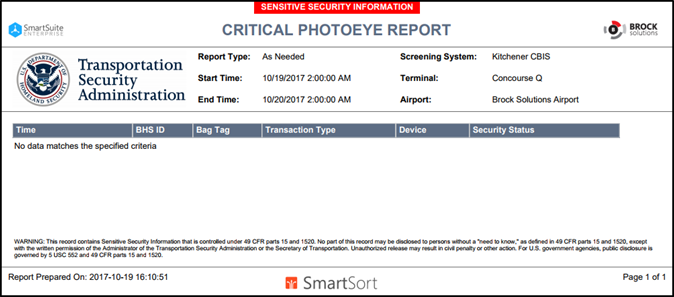 SENSITIVE SECURITY INFORMATION
SmartSuite
ENTERPRISE
CRITICAL PHOTOEYE REPORT
BROCK
solutions
U.S. DEPARTMENT OF
HOMELAND SECURITY
Transportation
Security
Administration
Report Type: As Needed Screening System: Kitchener CBIS
Start Time: 10/19/2017 2:00:00 AM Terminal: Concourse Q
End Time: 10/20/2017 2:00:00 AM Airport: Brock Solutions Airport
Time BHS ID Bag Tag Transaction Type Device Security Status
No data matches the specified criteria
WARNING: This record contains Sensitive Security Information that is controlled under 49 CFR parts 15 and 1520. No part of this record may be disclosed to persons without a "need to know," as defined in 49 CFR parts 15 and 1520, except
with the written permission of the Administrator of the Transportation Security Administration or the Secretary of Transportation. Unauthorized release may result in civil penalty or other action. For U.S. government agencies, public disclosure is
governed by 5 USC 552 and 49 CFR parts 15 and 1520.
Report Prepared On: 2017-10-19 16:10:51 SmartSort Page 1 of 1